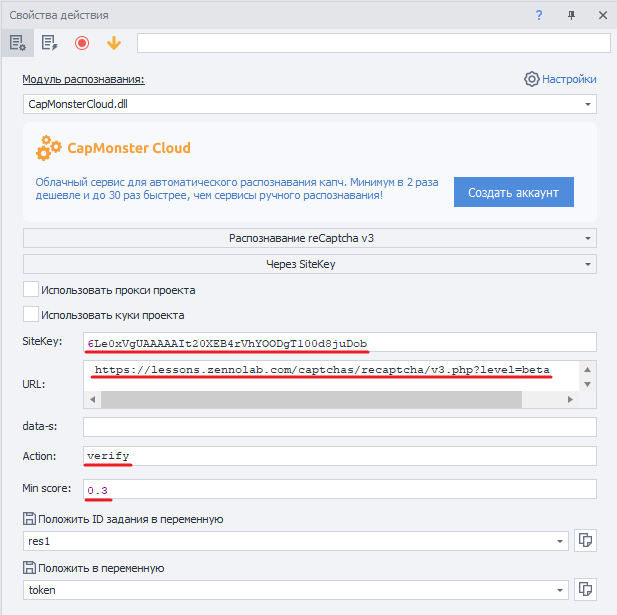 Свойства действия
?
Модуль распознавания:
Настройки
CapMonsterCloud.dll
CapMonster Cloud
Облачный сервис для автоматического распознавания капч. Минимум в 2 раза
дешевле и до 30 раз быстрее, чем сервисы ручного распознавания!
Создать аккаунт
Распознавание reCaptcha v3
Через SiteKey
Использовать прокси проекта
Использовать куки проекта
SiteKey:
6Le0xVgUAAAAAIt20XEB4rVhYOODgTl00d8juDob
URL:
https://lessons.zennolab.com/captchas/recaptcha/v3.php?level=beta
data-s:
Action:
verify
Min score:
0.3
Положить ID задания в переменную
res1
Положить в переменную
token